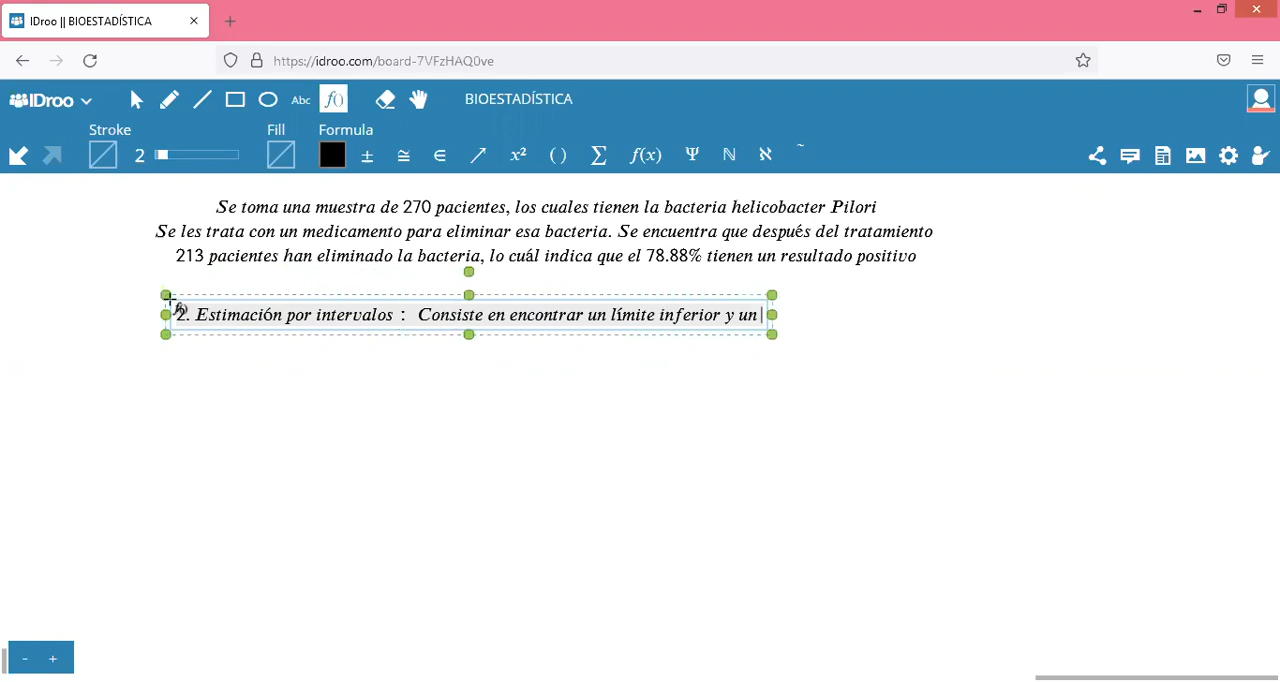 IDroo || BIOESTADÍSTICA
https://idroo.com/board-7VFzHAQ0ve
IDroo
Abc
f()
BIOESTADÍSTICA
Stroke
Fill
Formula
2
± ≅ ∈ x² ( ) ∑ f(x) Ψ ℕ ℵ ~
Se toma una muestra de 270 pacientes, los cuales tienen la bacteria helicobacter Pilori
Se les trata con un medicamento para eliminar esa bacteria. Se encuentra que después del tratamiento
213 pacientes han eliminado la bacteria, lo cuál indica que el 78.88% tienen un resultado positivo
2. Estimación por intervalos : Consiste en encontrar un límite inferior y un
- +